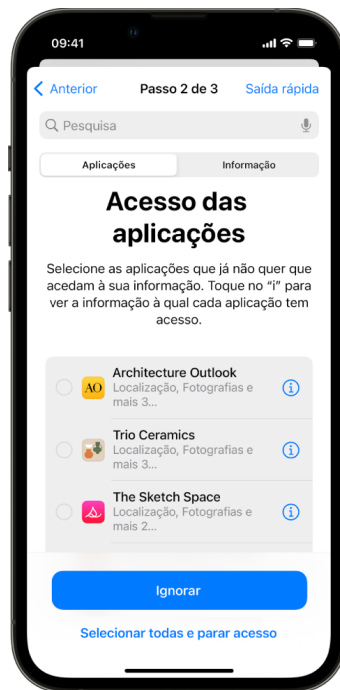 09:41
Anterior
Passo 2 de 3
Saída rápida
Pesquisa
Aplicações
Informação
Acesso das
aplicações
Selecione as aplicações que já não quer que
acedam à sua informação. Toque no “i” para
ver a informação à qual cada aplicação tem
acesso.
AO
Architecture Outlook
Localização, Fotografias e
mais 3...
Trio Ceramics
Localização, Fotografias e
mais 3...
The Sketch Space
Localização, Fotografias e
mais 2...
Ignorar
Selecionar todas e parar acesso